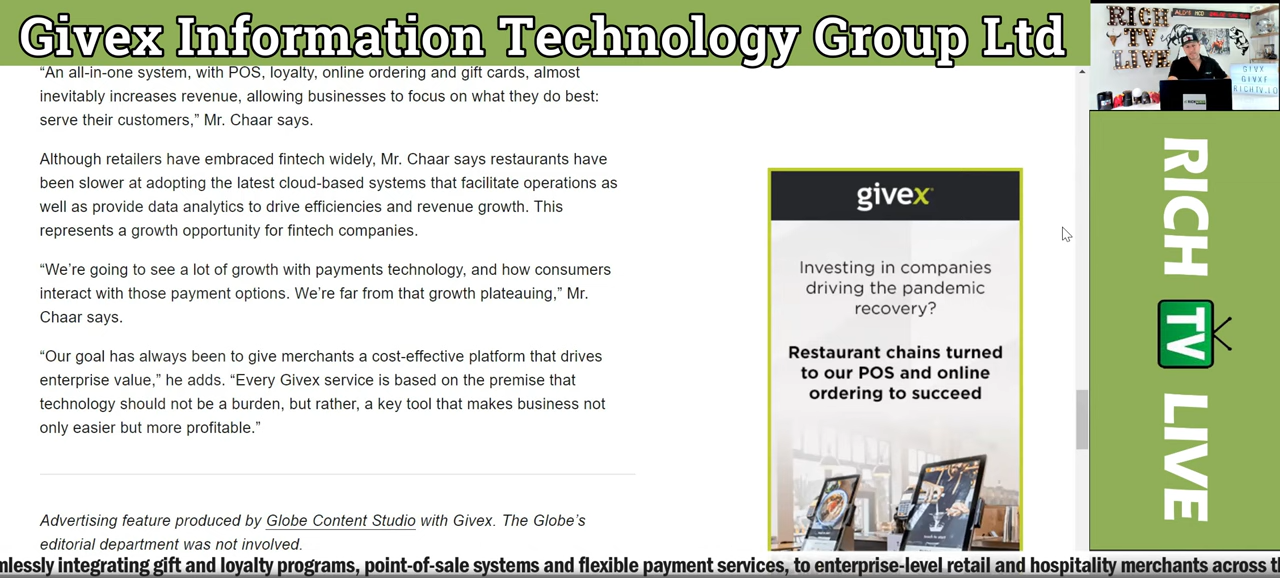 Givex Information Technology Group Ltd
“An all-in-one system, with POS, loyalty, online ordering and gift cards, almost
inevitably increases revenue, allowing businesses to focus on what they do best:
serve their customers,” Mr. Chaar says.
Although retailers have embraced fintech widely, Mr. Chaar says restaurants have
been slower at adopting the latest cloud-based systems that facilitate operations as
well as provide data analytics to drive efficiencies and revenue growth. This
represents a growth opportunity for fintech companies.
“We’re going to see a lot of growth with payments technology, and how consumers
interact with those payment options. We’re far from that growth plateauing,” Mr.
Chaar says.
“Our goal has always been to give merchants a cost-effective platform that drives
enterprise value,” he adds. “Every Givex service is based on the premise that
technology should not be a burden, but rather, a key tool that makes business not
only easier but more profitable.”
Advertising feature produced by Globe Content Studio with Givex. The Globe’s
editorial department was not involved.
givex
Investing in companies
driving the pandemic
recovery?
Restaurant chains turned
to our POS and online
ordering to succeed
RICH
TV
LIVE
GIVX
GIVXF
RICHTV.IO
RICH
TV
LIVE
mlessly integrating gift and loyalty programs, point-of-sale systems and flexible payment services, to enterprise-level retail and hospitality merchants across t